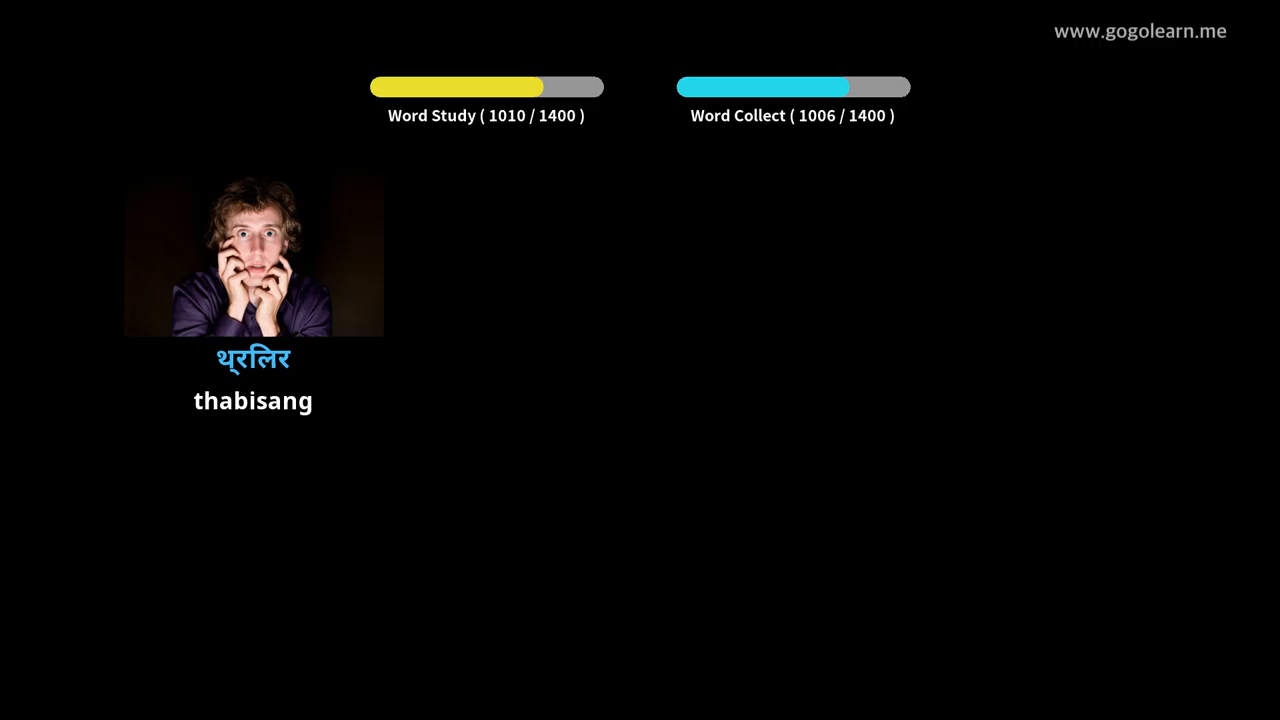 www.gogolearn.me
Word Study ( 1010 / 1400 )
Word Collect ( 1006 / 1400 )
थ्रलिर
thabisang